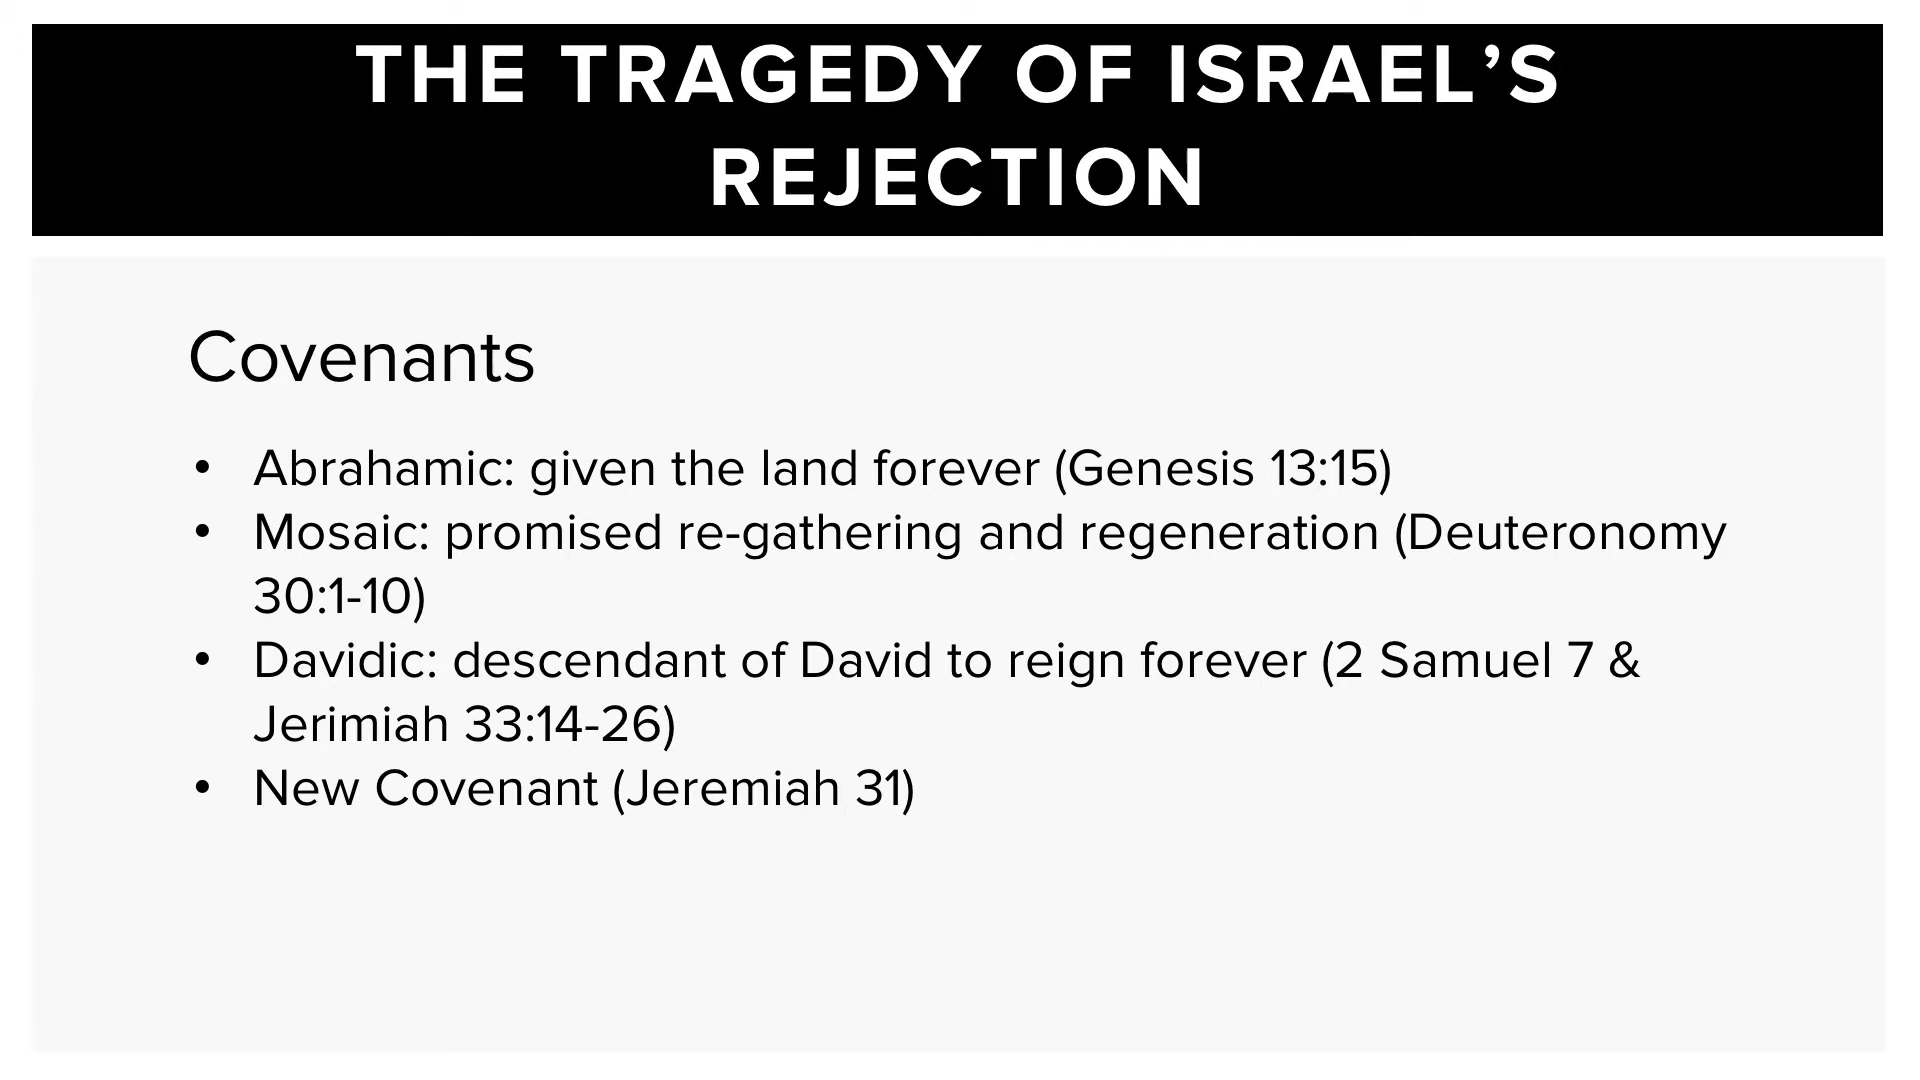 THE TRAGEDY OF ISRAEL’S
REJECTION
Covenants
• Abrahamic: given the land forever (Genesis 13:15)
• Mosaic: promised re-gathering and regeneration (Deuteronomy
30:1-10)
• Davidic: descendant of David to reign forever (2 Samuel 7 &
Jerimiah 33:14-26)
• New Covenant (Jeremiah 31)